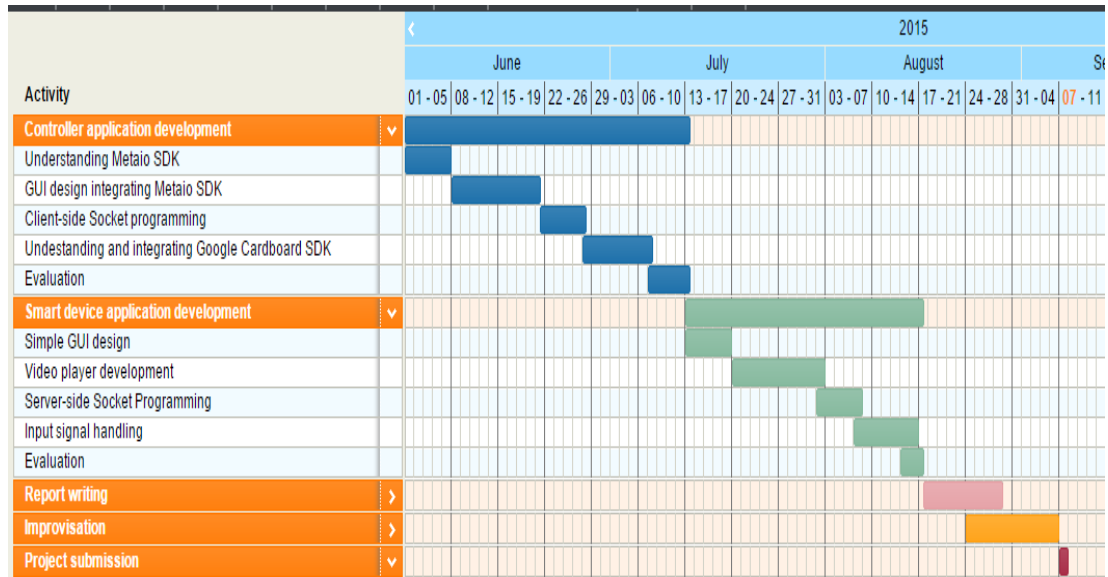 2015
June July August Se
Activity
01 - 05 08 - 12 15 - 19 22 - 26 29 - 03 06 - 10 13 - 17 20 - 24 27 - 31 03 - 07 10 - 14 17 - 21 24 - 28 31 - 04 07 - 11
Controller application development
Understanding Metaio SDK
GUI design integrating Metaio SDK
Client-side Socket programming
Undestanding and integrating Google Cardboard SDK
Evaluation
Smart device application development
Simple GUI design
Video player development
Server-side Socket Programming
Input signal handling
Evaluation
Report writing
Improvisation
Project submission